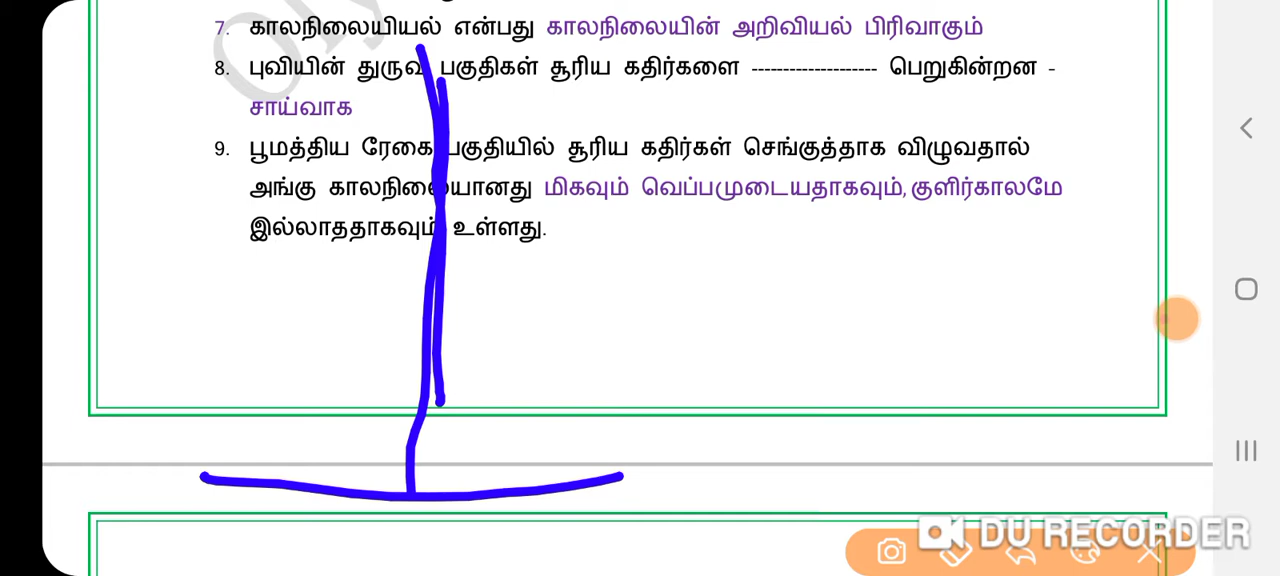 7. காலநிலையியல் என்பது காலநிலையின் அறிவியல் பிரிவாகும்
8. புவியின் துருவ பகுதிகள் சூரிய கதிர்களை -------------------- பெறுகின்றன -
சாய்வாக
9. பூமத்திய ரேகை பகுதியில் சூரிய கதிர்கள் செங்குத்தாக விழுவதால்
அங்கு காலநிலையானது மிகவும் வெப்பமுடையதாகவும், குளிர்காலமே
இல்லாததாகவும் உள்ளது.
DU RECORDER